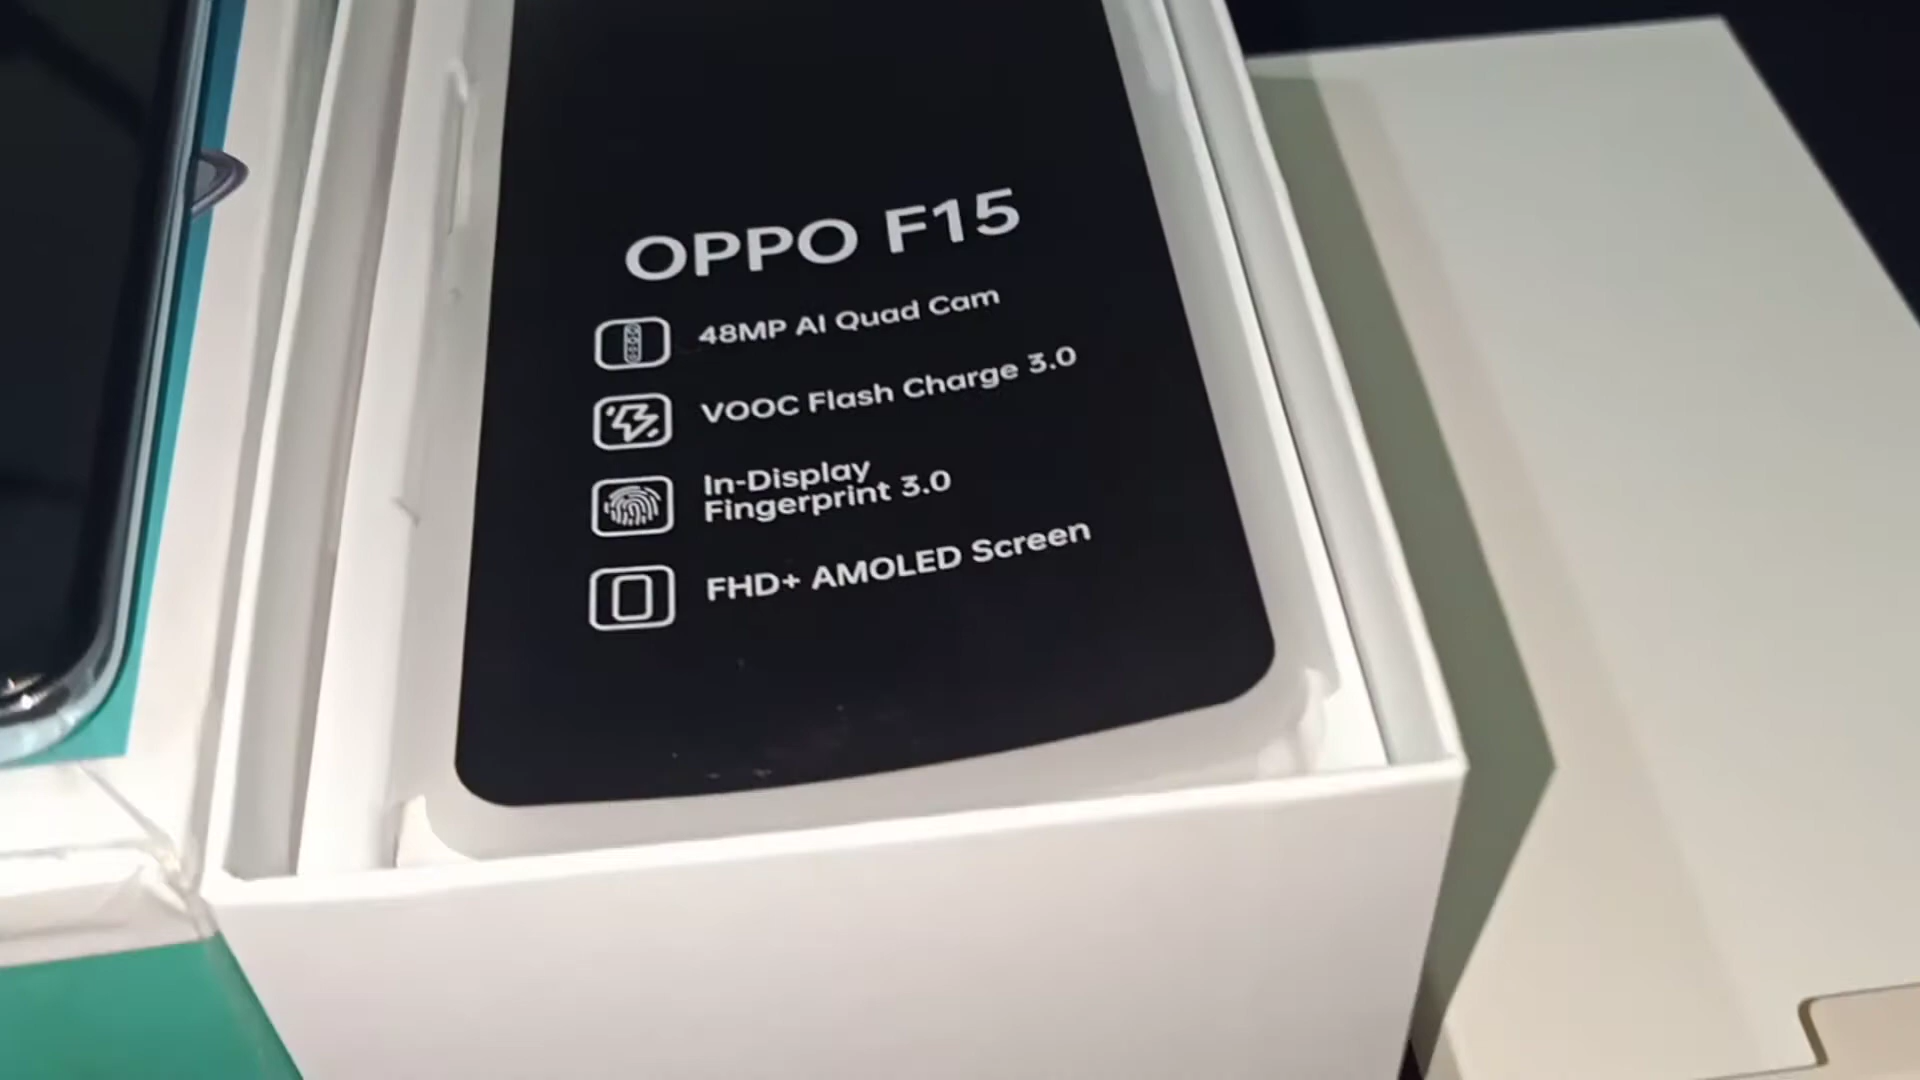 OPPO F15
48MP AI Quad Cam
VOOC Flash Charge 3.0
In-Display
Fingerprint 3.0
FHD+ AMOLED Screen